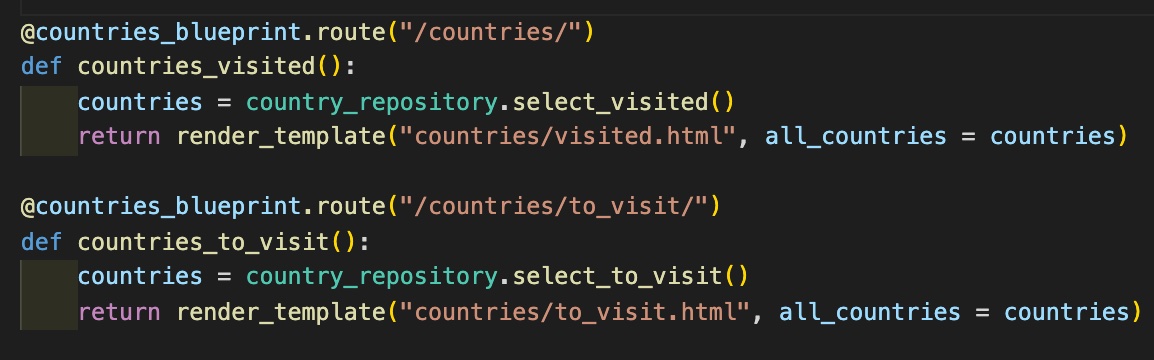 @countries_blueprint.route("/countries/")
def countries_visited():
    countries = country_repository.select_visited()
    return render_template("countries/visited.html", all_countries = countries)

@countries_blueprint.route("/countries/to_visit/")
def countries_to_visit():
    countries = country_repository.select_to_visit()
    return render_template("countries/to_visit.html", all_countries = countries)